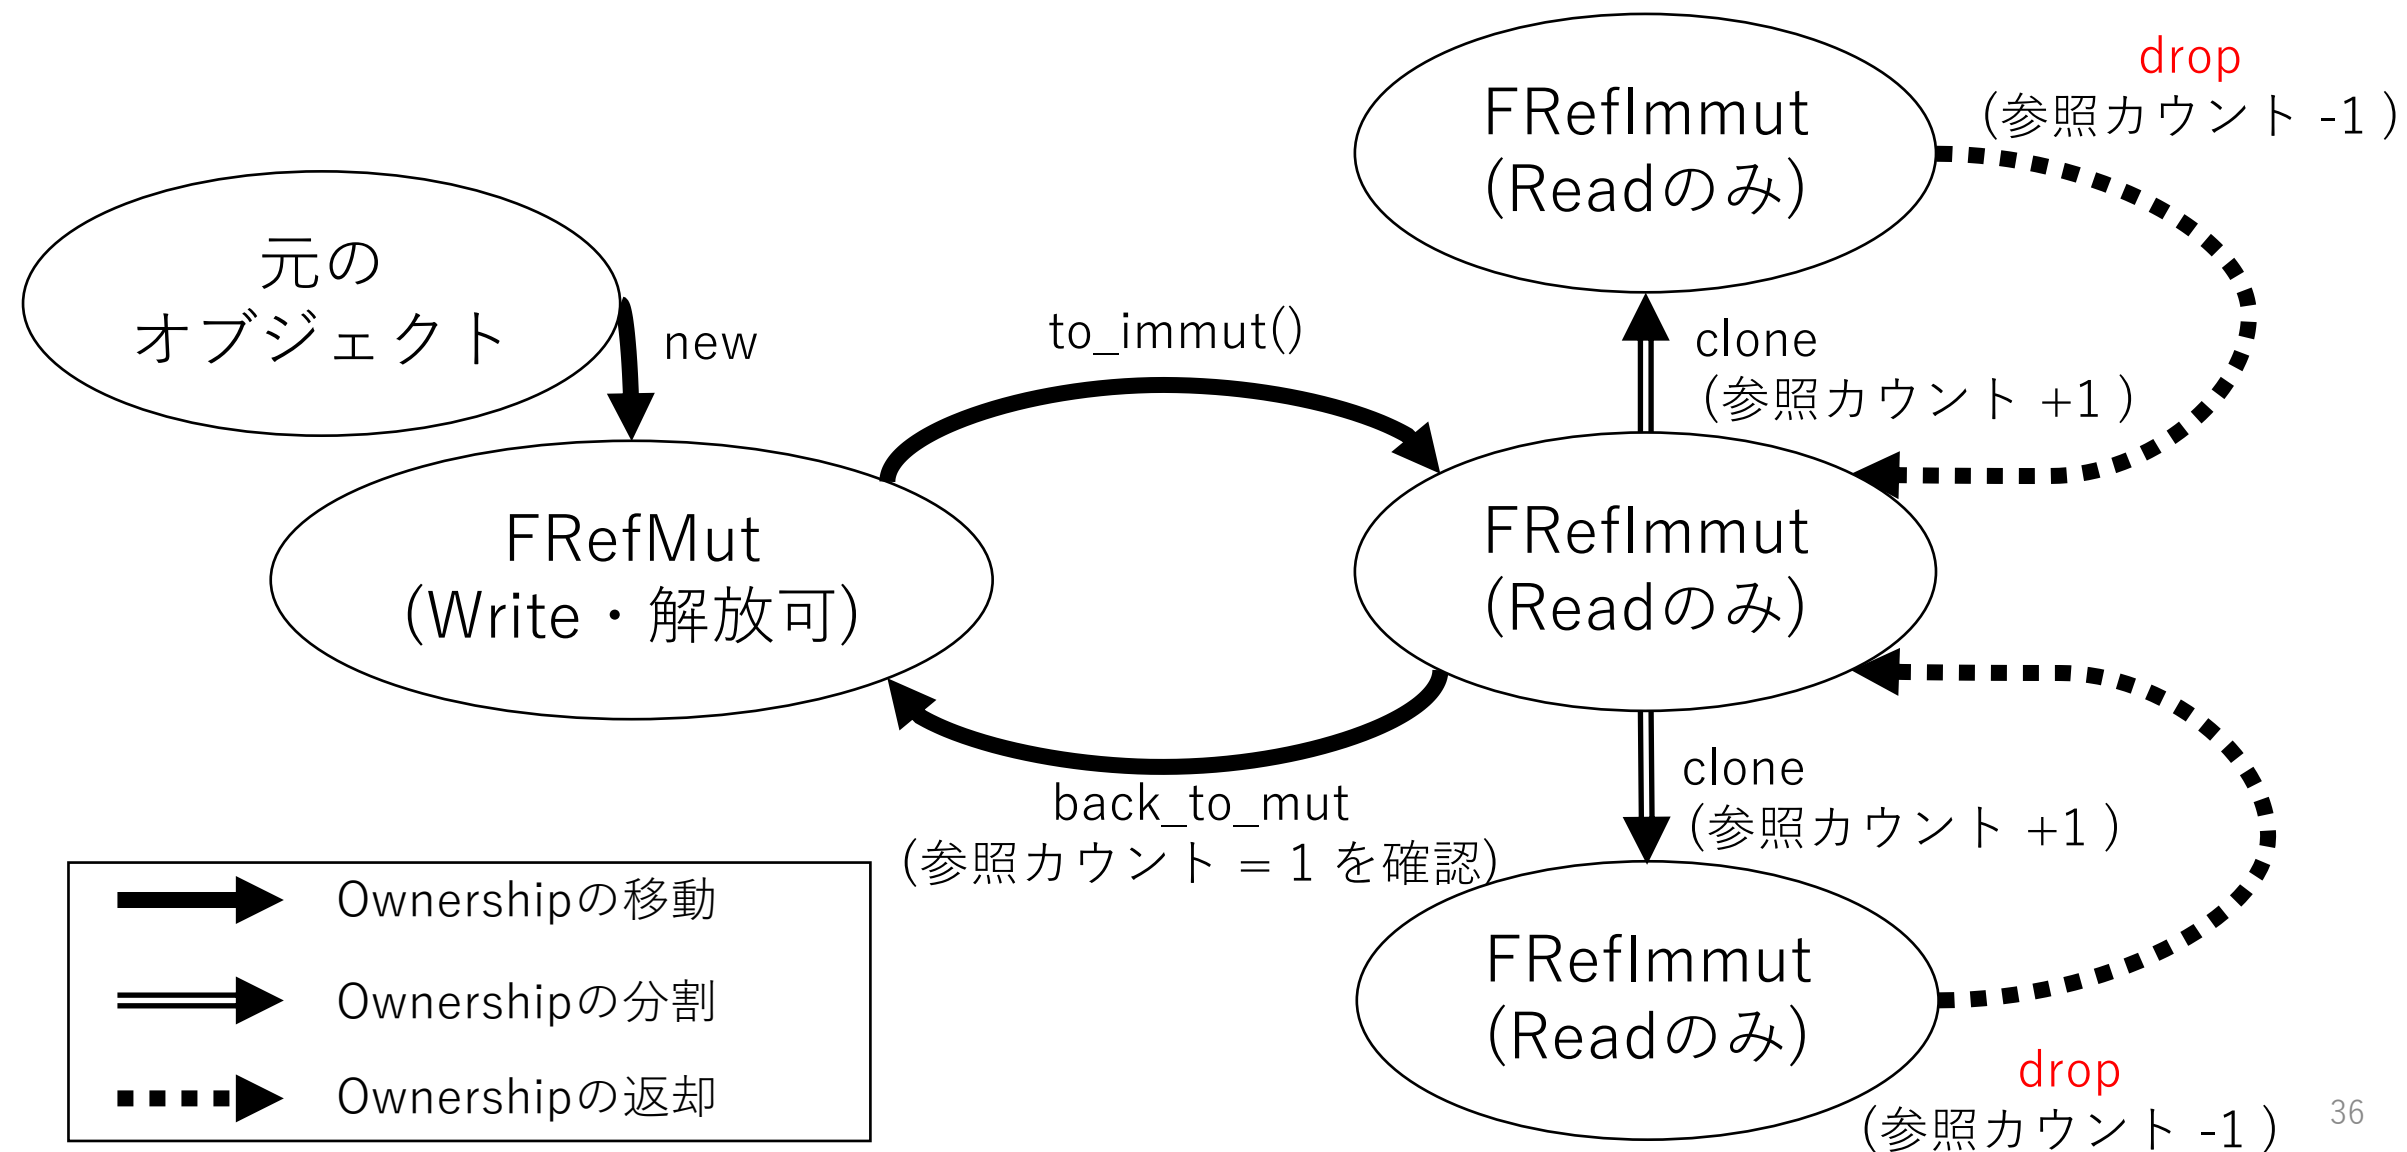 元の
オブジェクト
new
FRefMut
(Write・解放可)
to_immut()
back_to_mut
(参照カウント = 1 を確認)
FRefImmut
(Readのみ)
drop
(参照カウント -1 )
clone
(参照カウント +1 )
FRefImmut
(Readのみ)
clone
(参照カウント +1 )
FRefImmut
(Readのみ)
drop
(参照カウント -1 )
Ownershipの移動
Ownershipの分割
Ownershipの返却
36